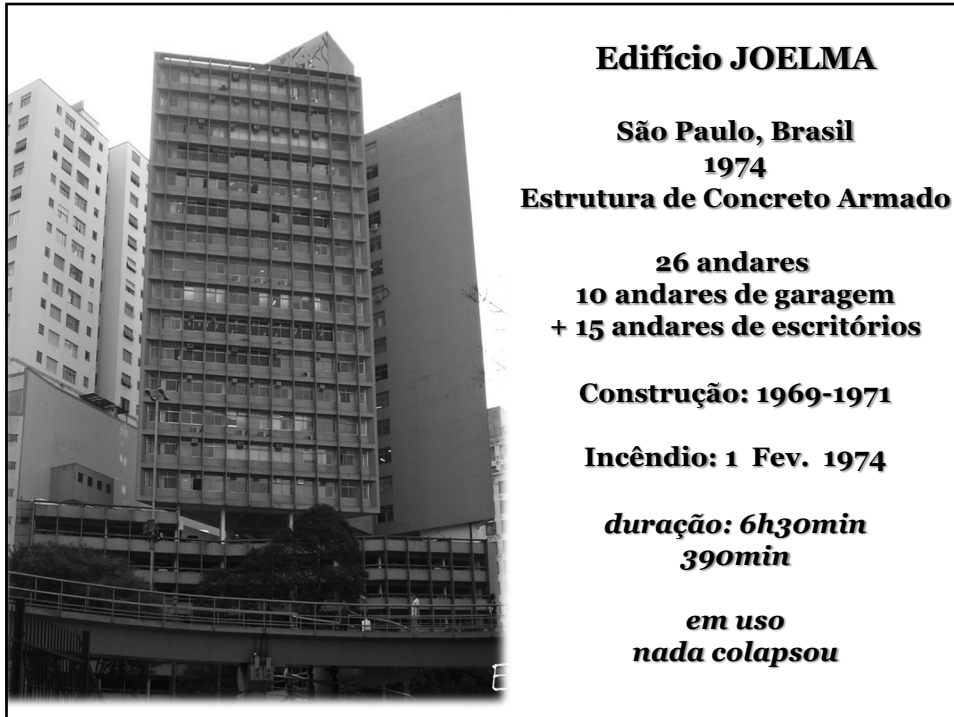 Edifício JOELMA
São Paulo, Brasil
1974
Estrutura de Concreto Armado
26 andares
10 andares de garagem
+ 15 andares de escritórios
Construção: 1969-1971
Incêndio: 1 Fev. 1974
duração: 6h30min
390min
em uso
nada colapsou
E